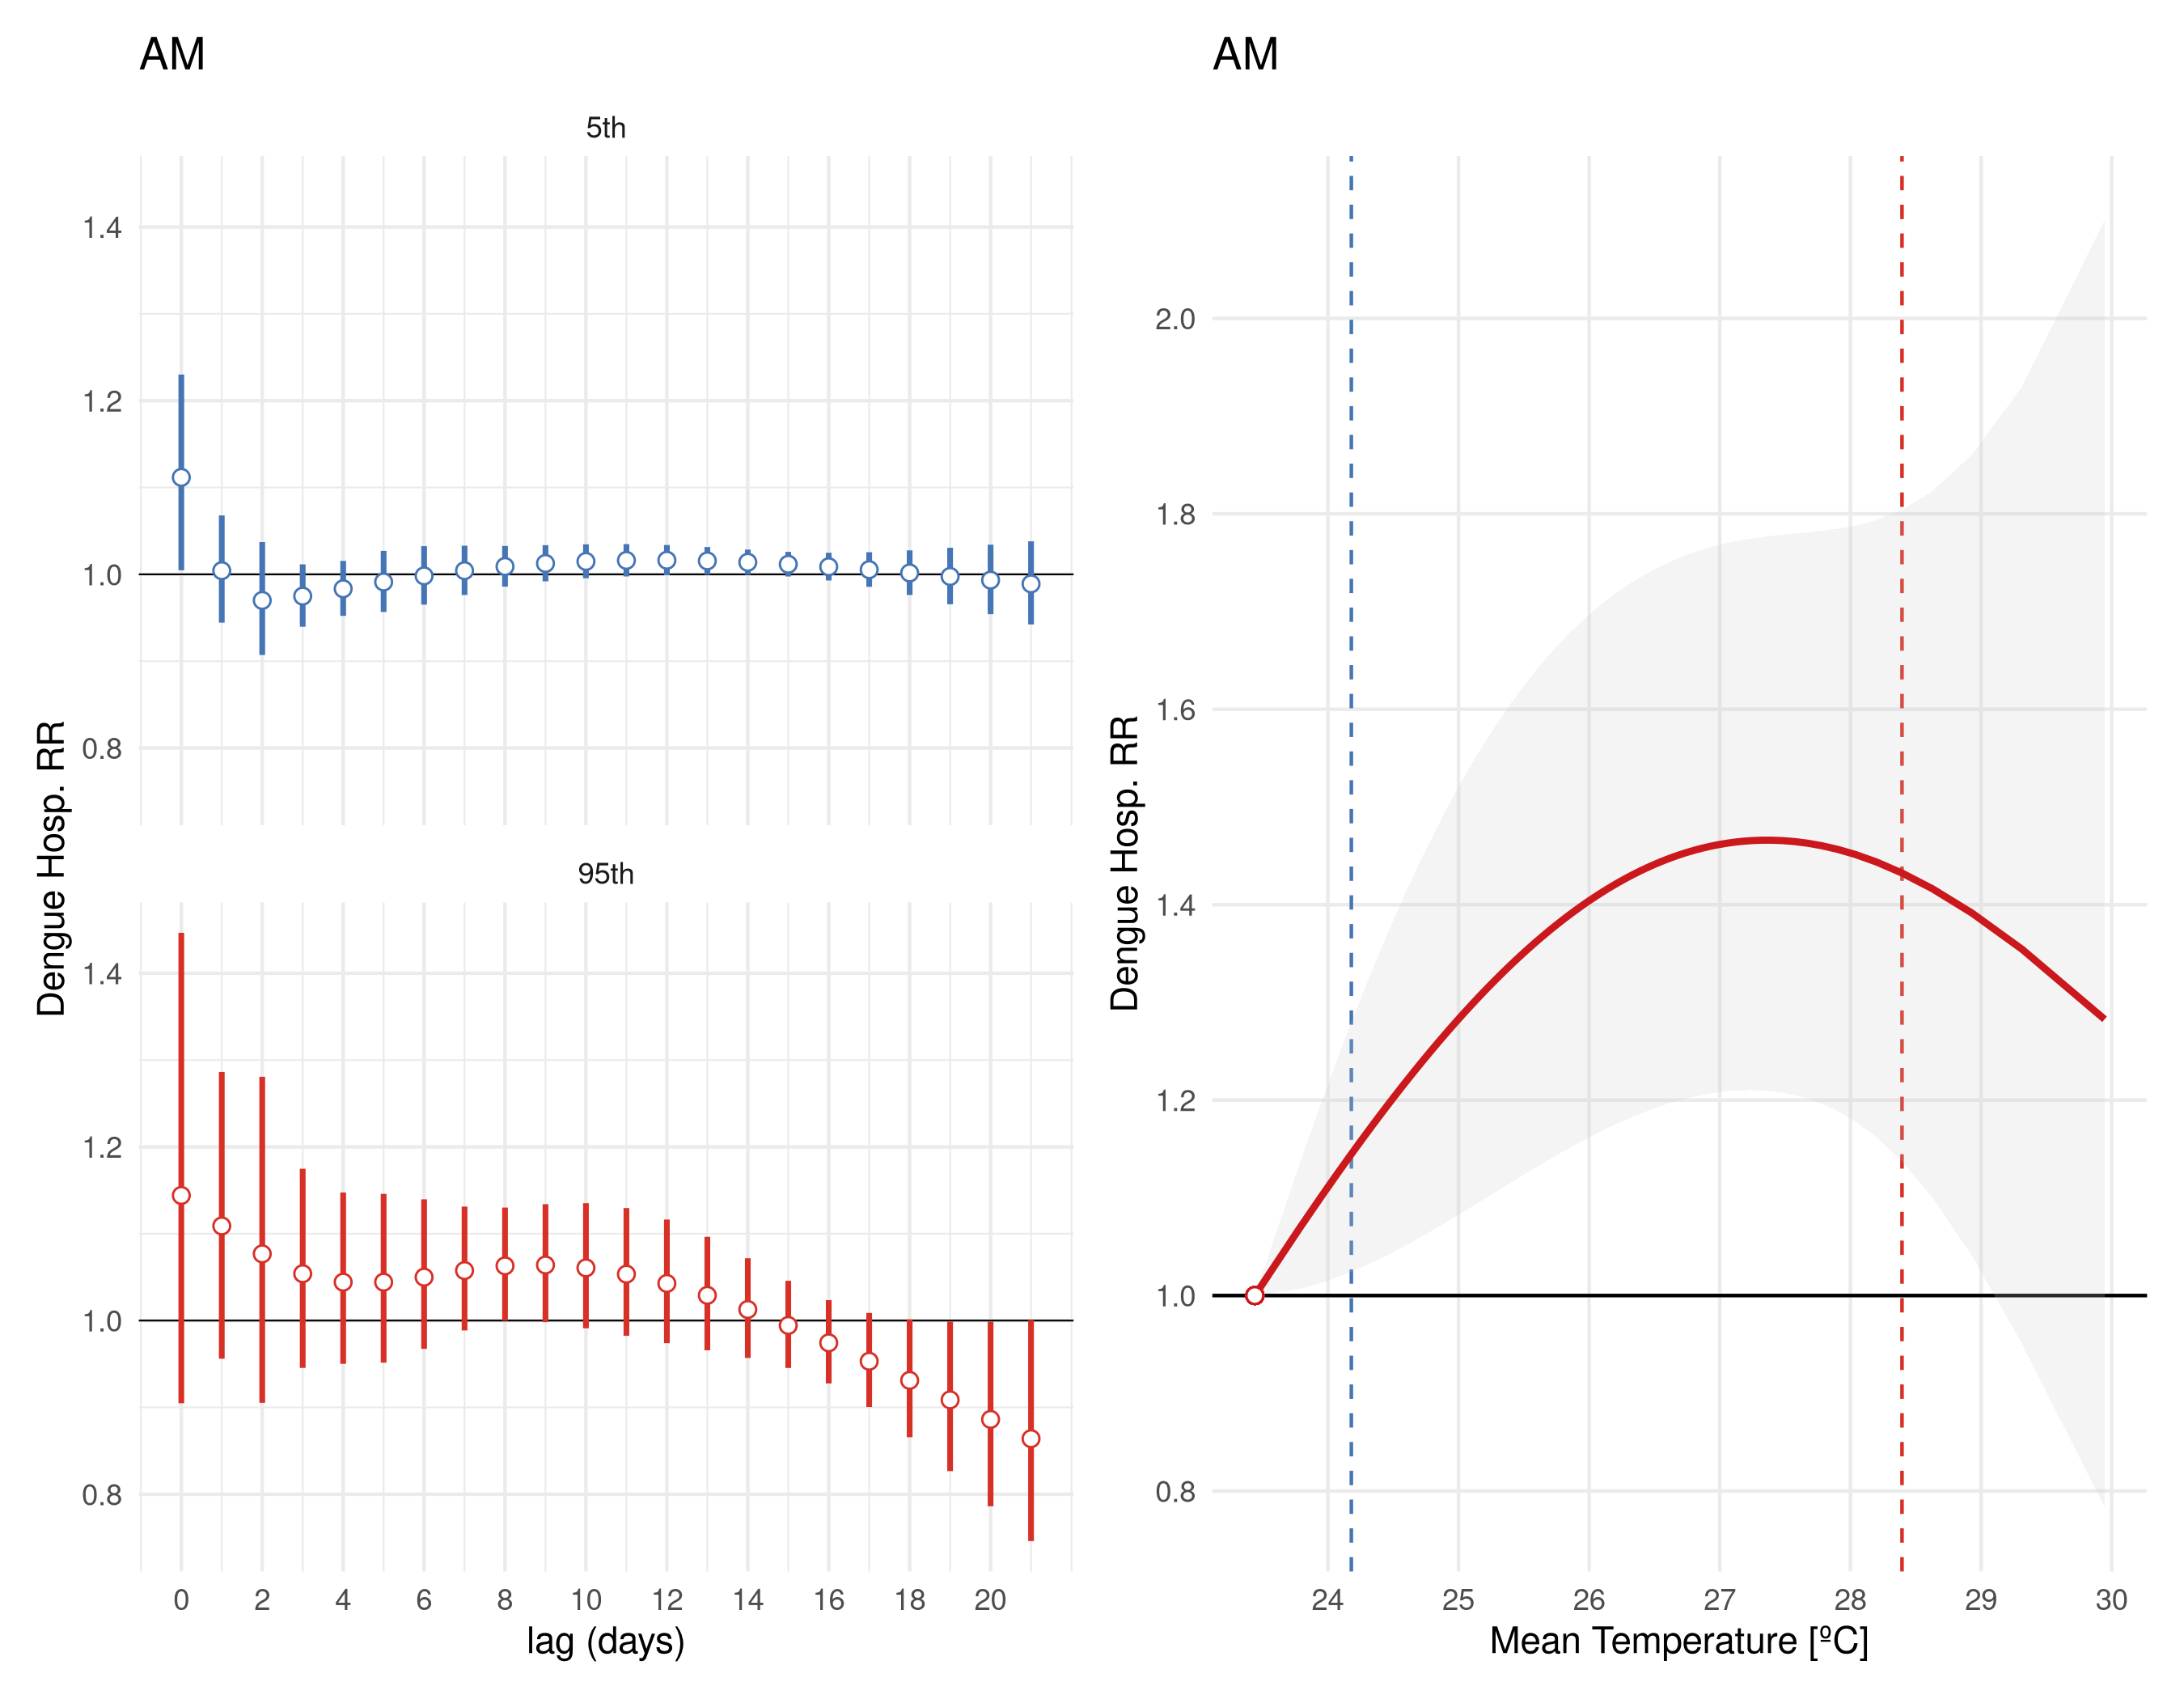 AM
5th
1.4
1.2
1.0
0.8
95th
1.4
1.2
1.0
0.8
Dengue Hosp. RR
0 2 4 6 8 10 12 14 16 18 20
lag (days)
AM
2.0
1.8
1.6
1.4
1.2
1.0
0.8
Dengue Hosp. RR
24 25 26 27 28 29 30
Mean Temperature [ºC]